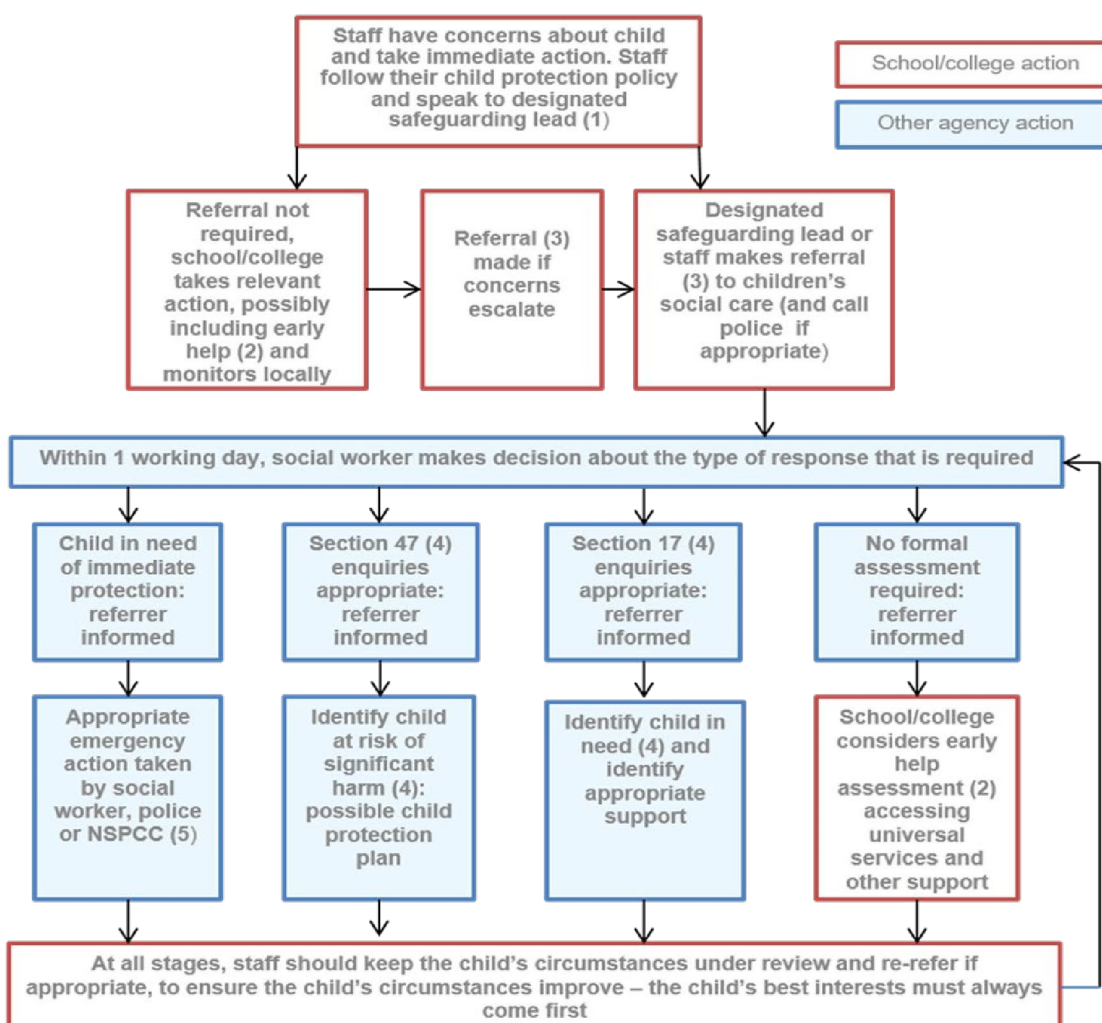 Staff have concerns about child
and take immediate action. Staff
follow their child protection policy
and speak to designated
safeguarding lead (1)
School/college action
Other agency action
Referral not
required,
school/college
takes relevant
action, possibly
including early
help (2) and
monitors locally
Referral (3)
made if
concerns
escalate
Designated
safeguarding lead or
staff makes referral
(3) to children’s
social care (and call
police if
appropriate)
Within 1 working day, social worker makes decision about the type of response that is required
Child in need
of immediate
protection:
referrer
informed
Section 47 (4)
enquiries
appropriate:
referrer
informed
Section 17 (4)
enquiries
appropriate:
referrer
informed
No formal
assessment
required:
referrer
informed
Appropriate
emergency
action taken
by social
worker, police
or NSPCC (5)
Identify child
at risk of
significant
harm (4):
possible child
protection
plan
Identify child in
need (4) and
identify
appropriate
support
School/college
considers early
help
assessment (2)
accessing
universal
services and
other support
At all stages, staff should keep the child’s circumstances under review and re-refer if
appropriate, to ensure the child’s circumstances improve – the child’s best interests must always
come first